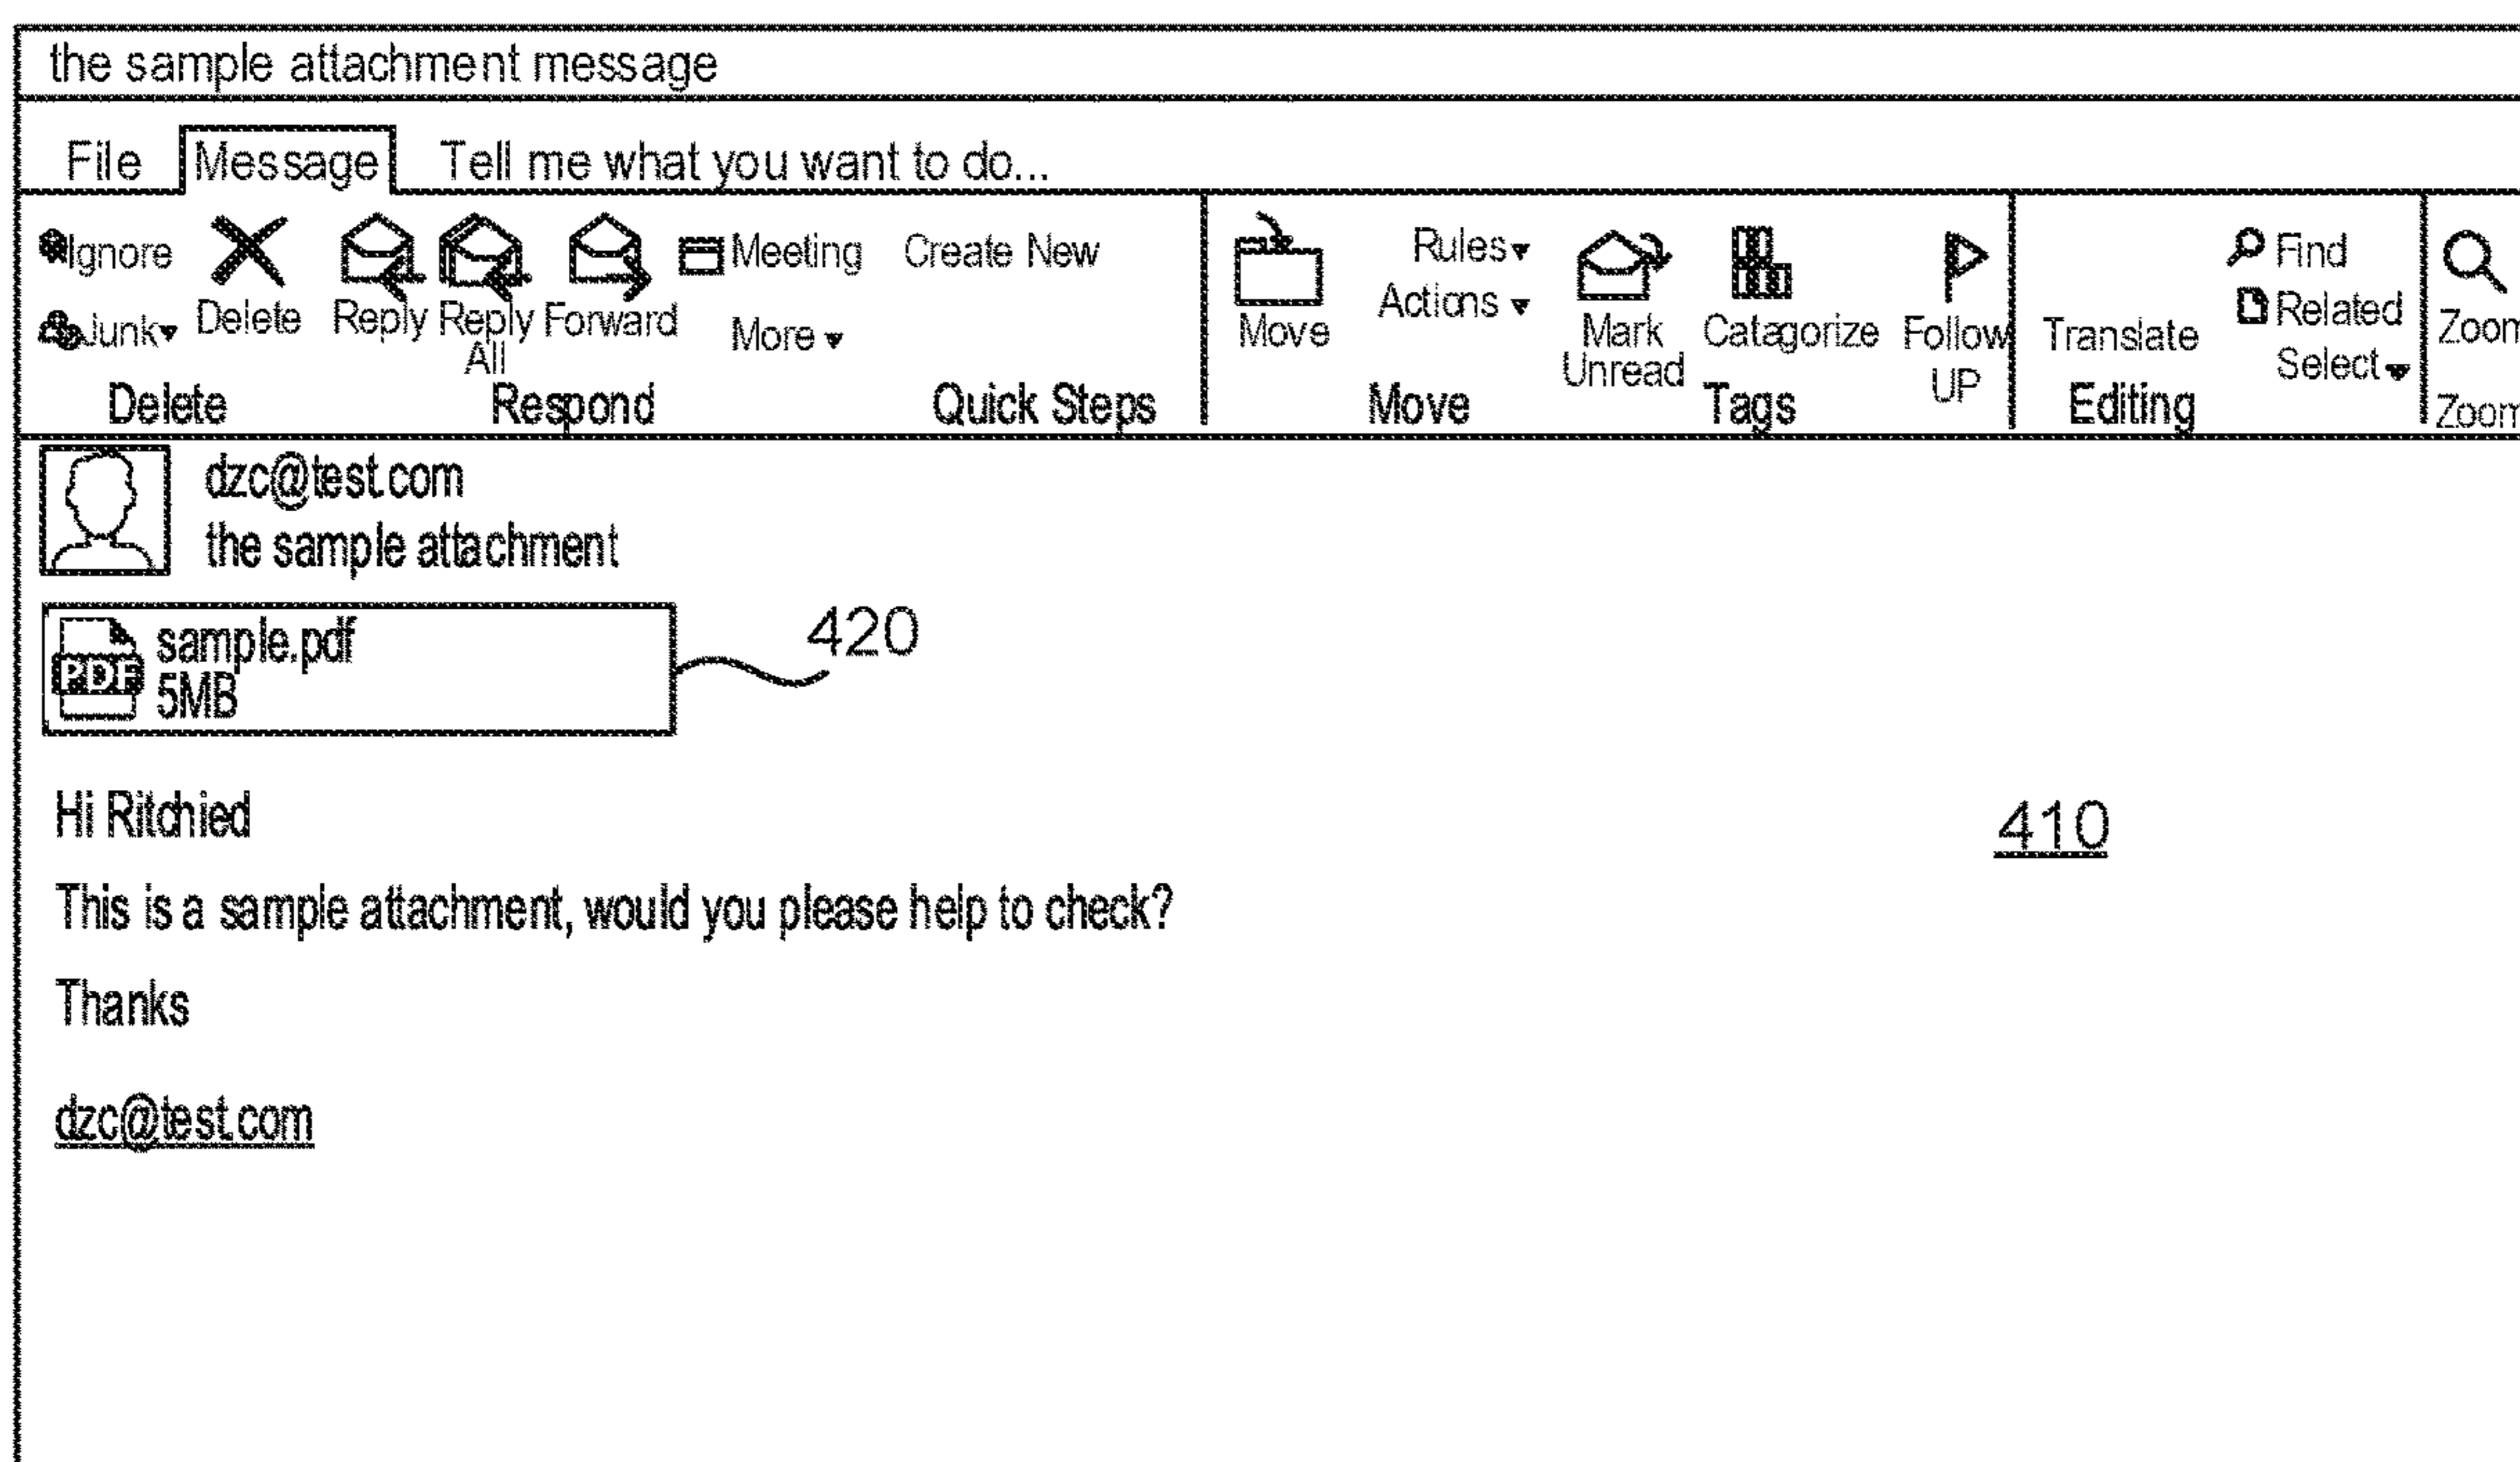 the sample attachment message
File Message Tell me what you want to do...
Ignore Delete Reply Reply All Forward Meeting Create New Move Rules Actions Mark Unread Catagorize Follow UP Translate Find Related Select Zoom
Junk More
Delete Respond Quick Steps Move Tags Editing Zoom
dzc@test.com
the sample attachment
sample.pdf
PDF 5MB
420
Hi Ritchied
410
This is a sample attachment, would you please help to check?
Thanks
dzc@test.com